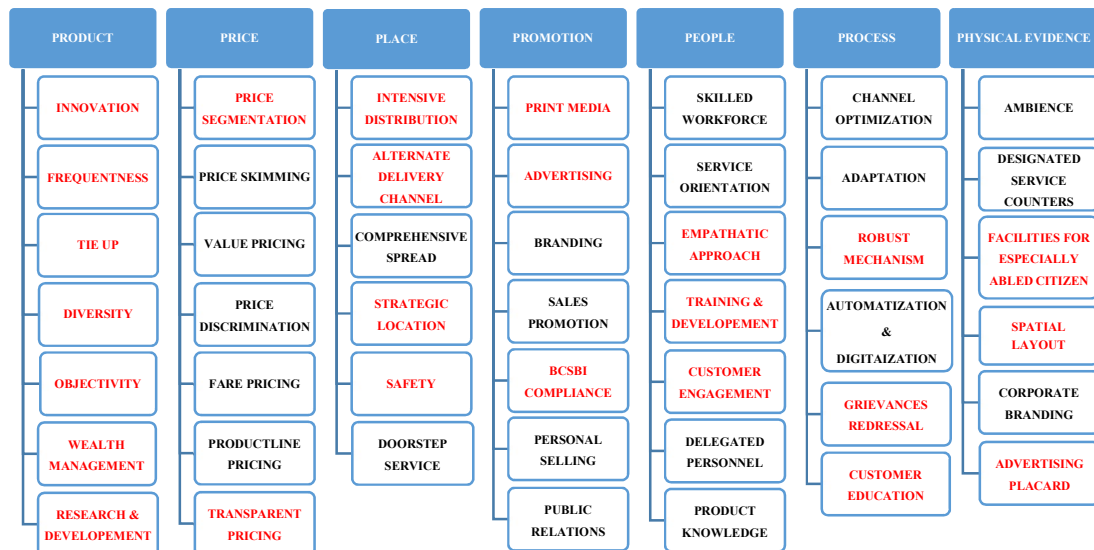 PRODUCT
INNOVATION
FREQUENTNESS
TIE UP
DIVERSITY
OBJECTIVITY
WEALTH
MANAGEMENT
RESEARCH &
DEVELOPEMENT
PRICE
PRICE
SEGMENTATION
PRICE SKIMMING
VALUE PRICING
PRICE
DISCRIMINATION
FARE PRICING
PRODUCTLINE
PRICING
TRANSPARENT
PRICING
PLACE
INTENSIVE
DISTRIBUTION
ALTERNATE
DELIVERY
CHANNEL
COMPREHENSIVE
SPREAD
STRATEGIC
LOCATION
SAFETY
DOORSTEP
SERVICE
PROMOTION
PRINT MEDIA
ADVERTISING
BRANDING
SALES
PROMOTION
BCSBI
COMPLIANCE
PERSONAL
SELLING
PUBLIC
RELATIONS
PEOPLE
SKILLED
WORKFORCE
SERVICE
ORIENTATION
EMPATHATIC
APPROACH
TRAINING &
DEVELOPEMENT
CUSTOMER
ENGAGEMENT
DELEGATED
PERSONNEL
PRODUCT
KNOWLEDGE
PROCESS
CHANNEL
OPTIMIZATION
ADAPTATION
ROBUST
MECHANISM
AUTOMATIZATION
&
DIGITAIZATION
GRIEVANCES
REDRESSAL
CUSTOMER
EDUCATION
PHYSICAL EVIDENCE
AMBIENCE
DESIGNATED
SERVICE
COUNTERS
FACILITIES FOR
ESPECIALLY
ABLED CITIZEN
SPATIAL
LAYOUT
CORPORATE
BRANDING
ADVERTISING
PLACARD